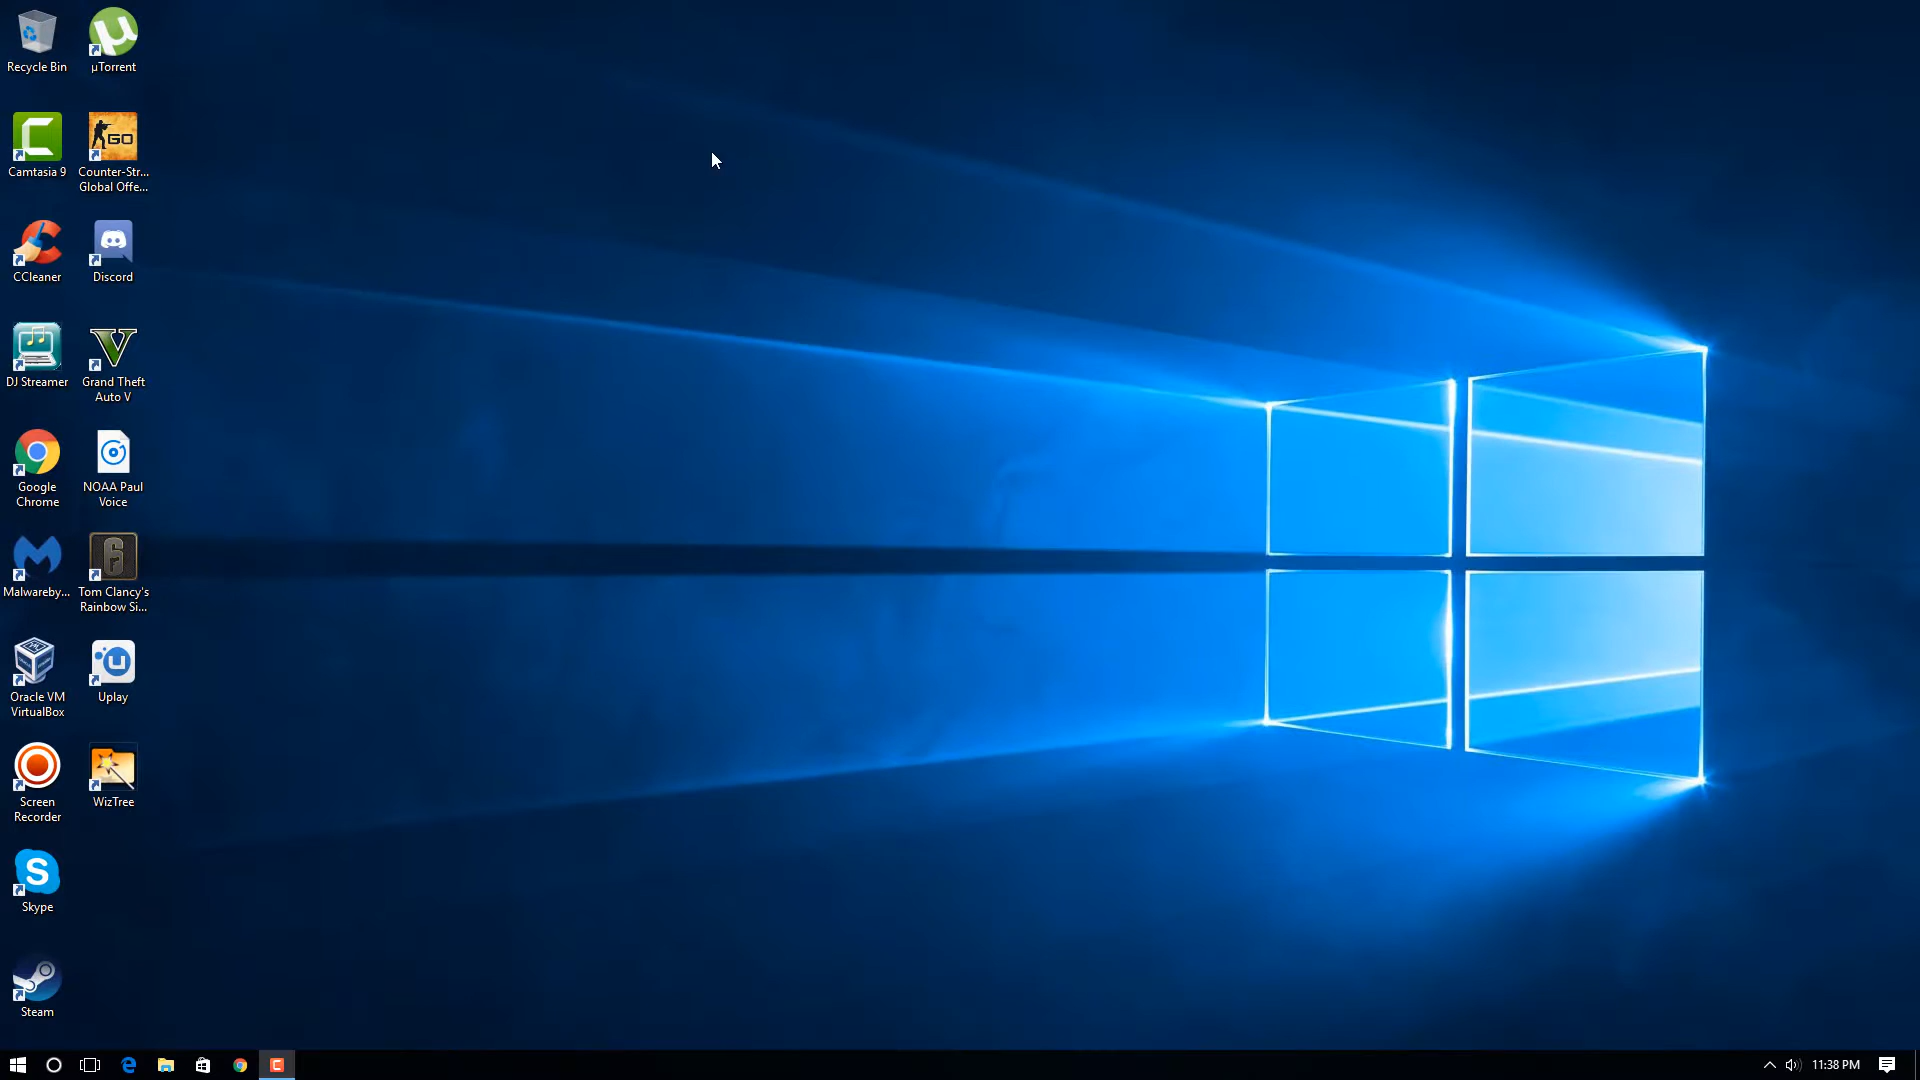 Recycle Bin
µTorrent
Camtasia 9
GO
Counter-Str...
Global Offe...
CCleaner
Discord
DJ Streamer
Grand Theft
Auto V
Google
Chrome
NOAA Paul
Voice
Malwareby...
Tom Clancy's
Rainbow Si...
Oracle VM
VirtualBox
Uplay
Screen
Recorder
WizTree
Skype
Steam
11:38 PM